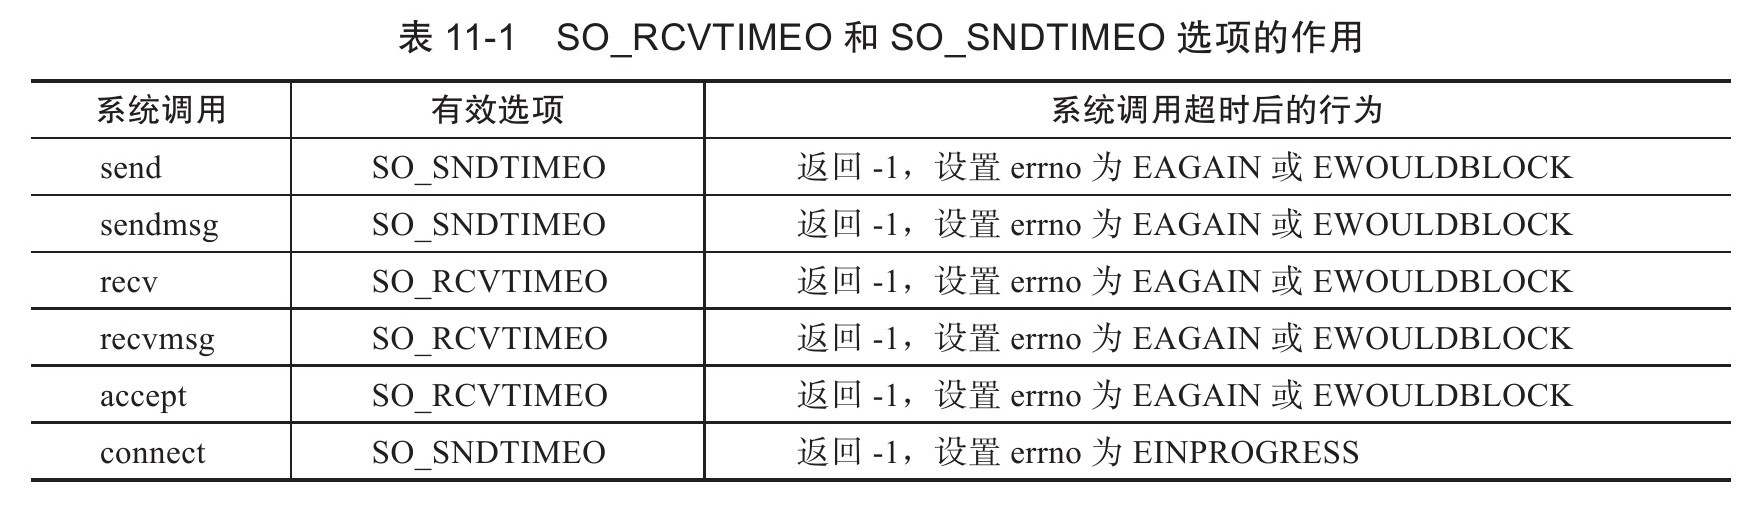 表 11-1 SO_RCVTIMEO 和 SO_SNDTIMEO 选项的作用
系统调用 有效选项 系统调用超时后的行为
send SO_SNDTIMEO 返回 -1，设置 errno 为 EAGAIN 或 EWOULDBLOCK
sendmsg SO_SNDTIMEO 返回 -1，设置 errno 为 EAGAIN 或 EWOULDBLOCK
recv SO_RCVTIMEO 返回 -1，设置 errno 为 EAGAIN 或 EWOULDBLOCK
recvmsg SO_RCVTIMEO 返回 -1，设置 errno 为 EAGAIN 或 EWOULDBLOCK
accept SO_RCVTIMEO 返回 -1，设置 errno 为 EAGAIN 或 EWOULDBLOCK
connect SO_SNDTIMEO 返回 -1，设置 errno 为 EINPROGRESS